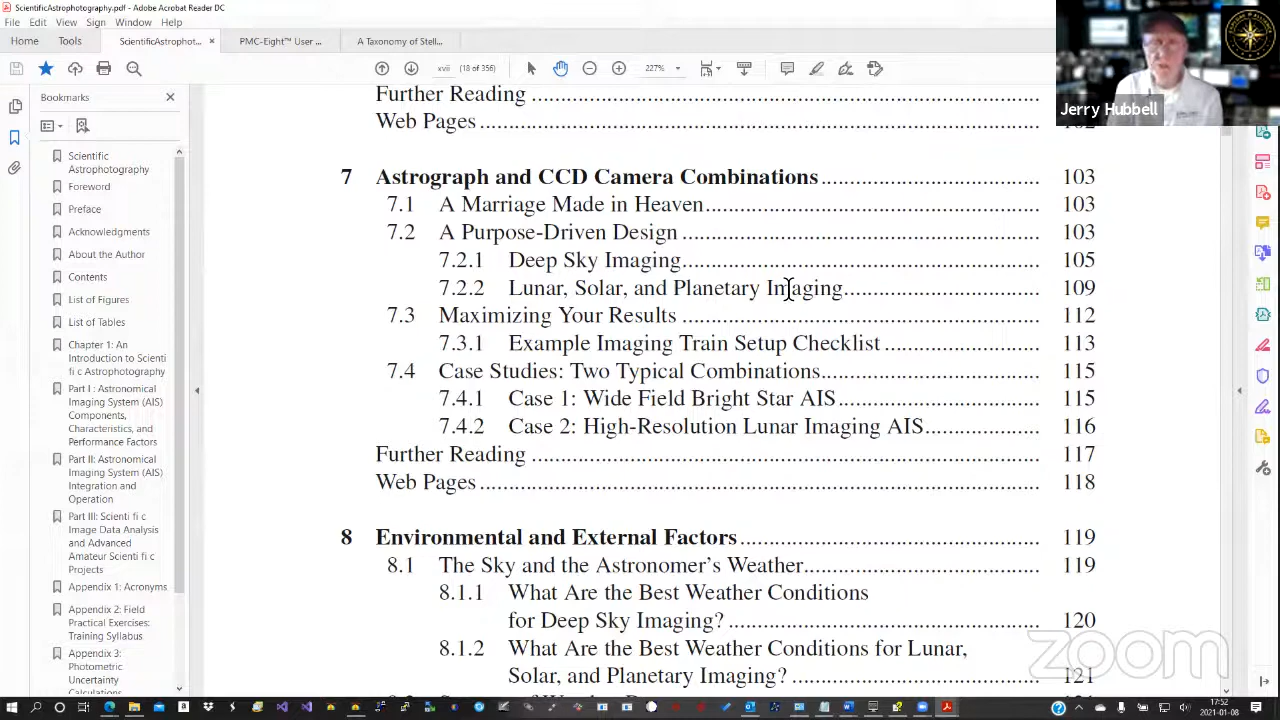 ScientificAstrophotography.pdf - Adobe Acrobat Reader DC
File Edit View Sign Window Help
Home Tools ScientificAstrophot... × PMC-Eight™ User ... A Taxonomy of Stell...
xvii (18 of 356) 227%
Bookmarks ×
Scientific
Astrophotography
Foreword
Preface
Acknowledgments
About the Author
Contents
List of Figures
List of Tables
Chapter 1: An
Introduction to Scienti
fi c Astrophotography
Part I : Astronomical
Imaging System (AIS)
Components,
Characteristics, and
Performance Factors
Part II: Astronomical
Imaging System (AIS)
Integration and
Operation
Part III: Scienti fi c
Image Data Analysis
and Advanced
Amateur Scienti fi c
Projects
Appendix 1: Acronyms
Appendix 2: Field
Practical Exercises:
Training Syllabus
Appendix 3:
Photometric
Uncertainty
Calculations
Further Reading
Web Pages 102
7 Astrograph and CCD Camera Combinations 103
7.1 A Marriage Made in Heaven 103
7.2 A Purpose-Driven Design 103
7.2.1 Deep Sky Imaging 105
7.2.2 Lunar, Solar, and Planetary Imaging 109
7.3 Maximizing Your Results 112
7.3.1 Example Imaging Train Setup Checklist 113
7.4 Case Studies: Two Typical Combinations 115
7.4.1 Case 1: Wide Field Bright Star AIS 115
7.4.2 Case 2: High-Resolution Lunar Imaging AIS 116
Further Reading 117
Web Pages 118
8 Environmental and External Factors 119
8.1 The Sky and the Astronomer's Weather 119
8.1.1 What Are the Best Weather Conditions
for Deep Sky Imaging? 120
8.1.2 What Are the Best Weather Conditions for Lunar,
Solar, and Planetary Imaging? 121
Jerry Hubbell
zoom
17:52
2021-01-08